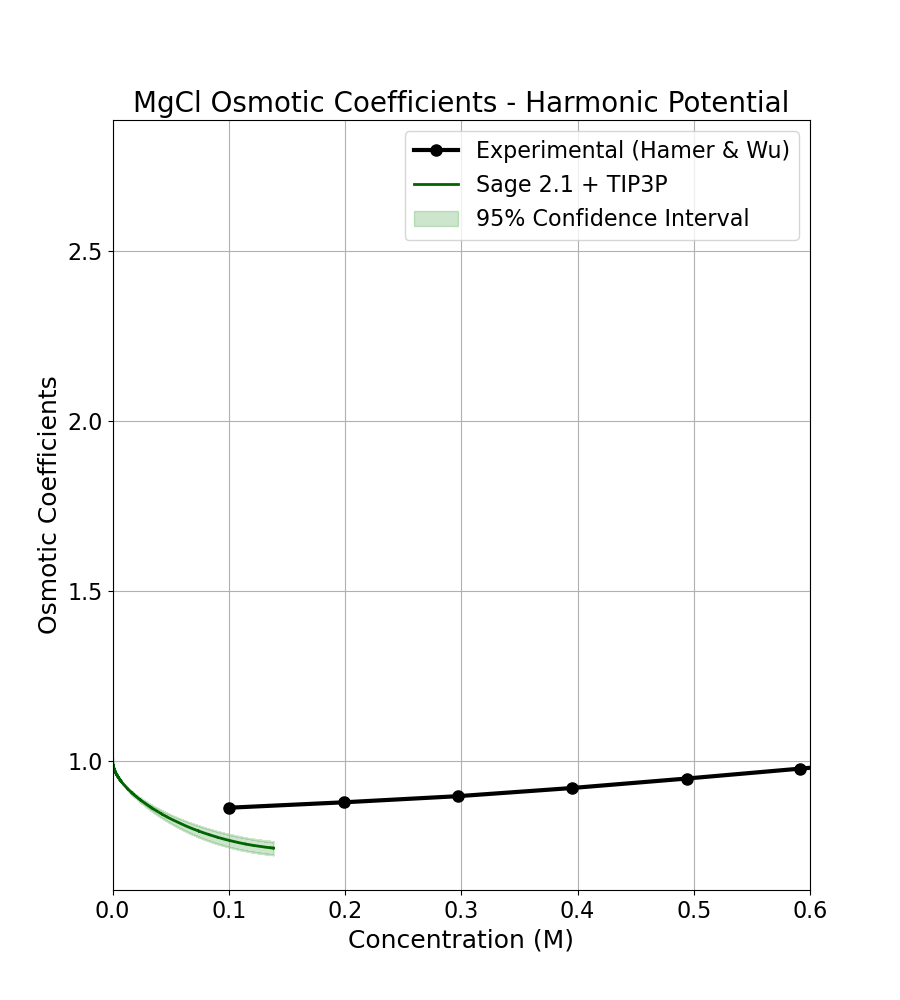 MgCl Osmotic Coefficients - Harmonic Potential
Experimental (Hamer & Wu)
Sage 2.1 + TIP3P
95% Confidence Interval
Osmotic Coefficients
2.5
2.0
1.5
1.0
0.0 0.1 0.2 0.3 0.4 0.5 0.6
Concentration (M)